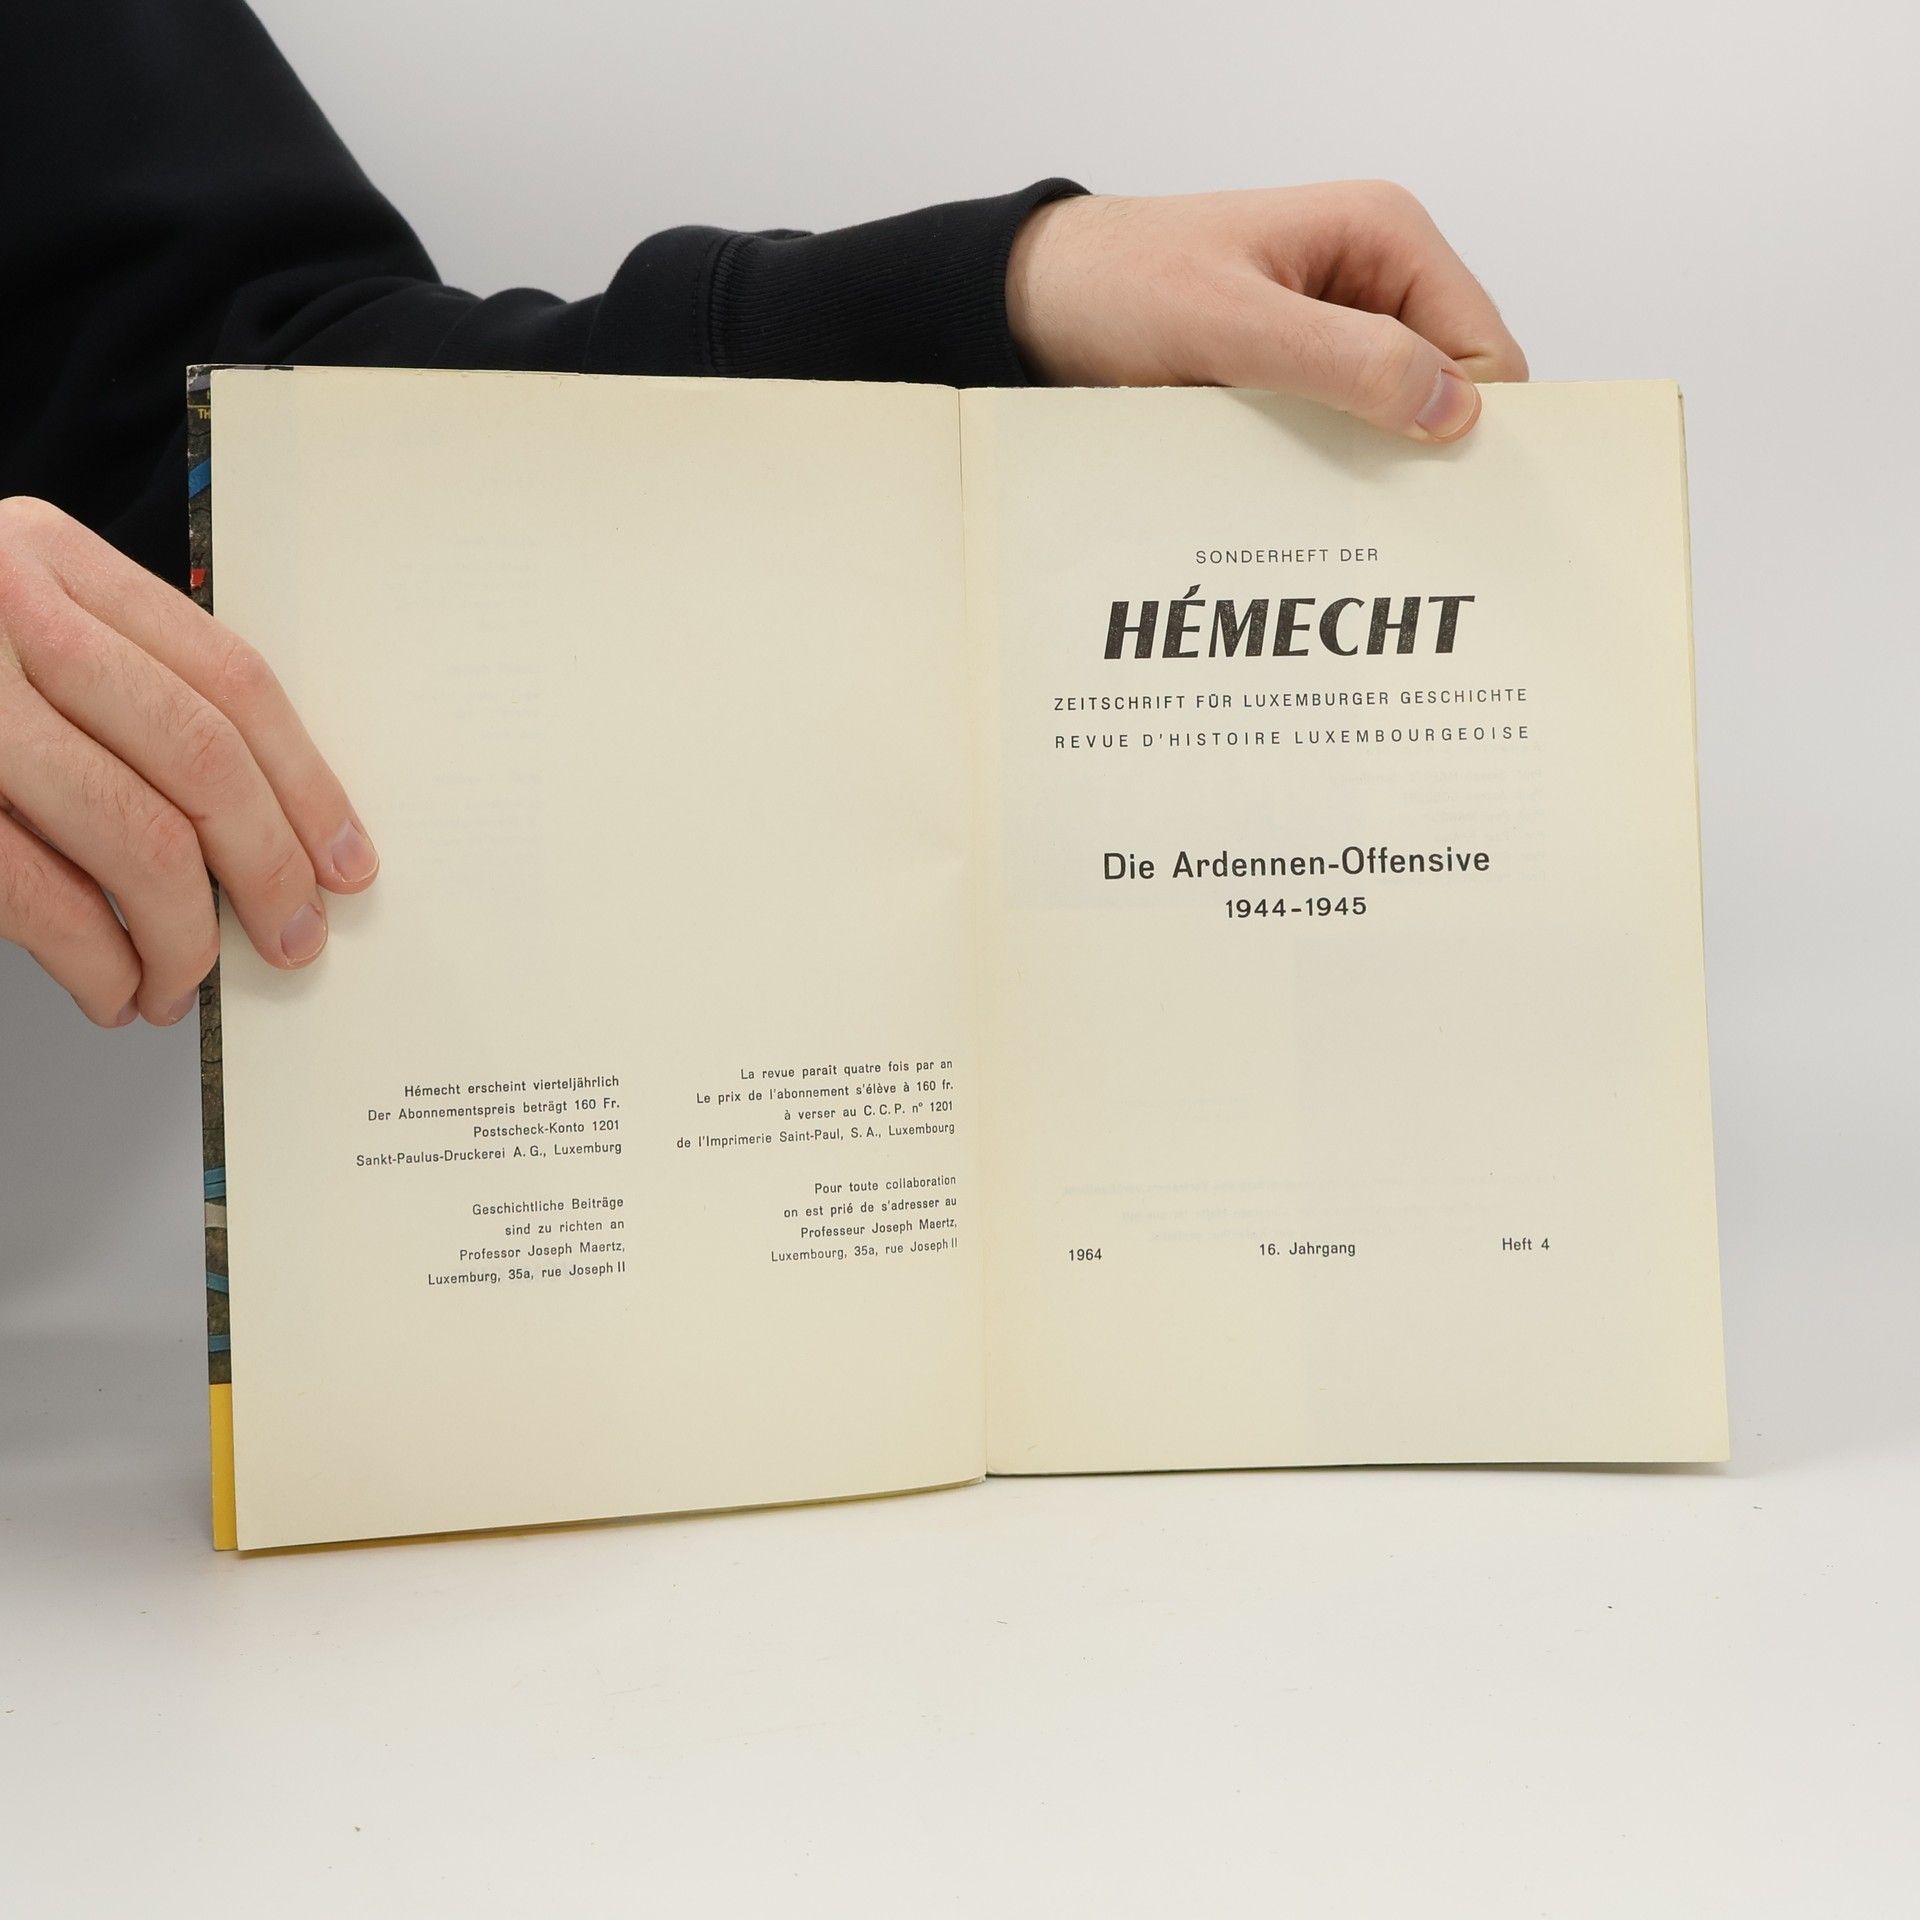 Hémecht erscheint vierteljährlich
Der Abonnementspreis beträgt 160 Fr.
Postscheck-Konto 1201
Sankt-Paulus-Druckerei A. G., Luxemburg
Geschichtliche Beiträge
sind zu richten an
Professor Joseph Maertz,
Luxemburg, 35a, rue Joseph II
La revue paraît quatre fois par an
Le prix de l'abonnement s'élève à 160 fr.
à verser au C. C. P. n° 1201
de l'Imprimerie Saint-Paul, S. A., Luxembourg
Pour toute collaboration
on est prié de s'adresser au
Professeur Joseph Maertz,
Luxembourg, 35a, rue Joseph II
SONDERHEFT DER
HÉMECHT
ZEITSCHRIFT FÜR LUXEMBURGER GESCHICHTE
REVUE D'HISTOIRE LUXEMBOURGEOISE
Die Ardennen-Offensive
1944-1945
1964 16. Jahrgang Heft 4